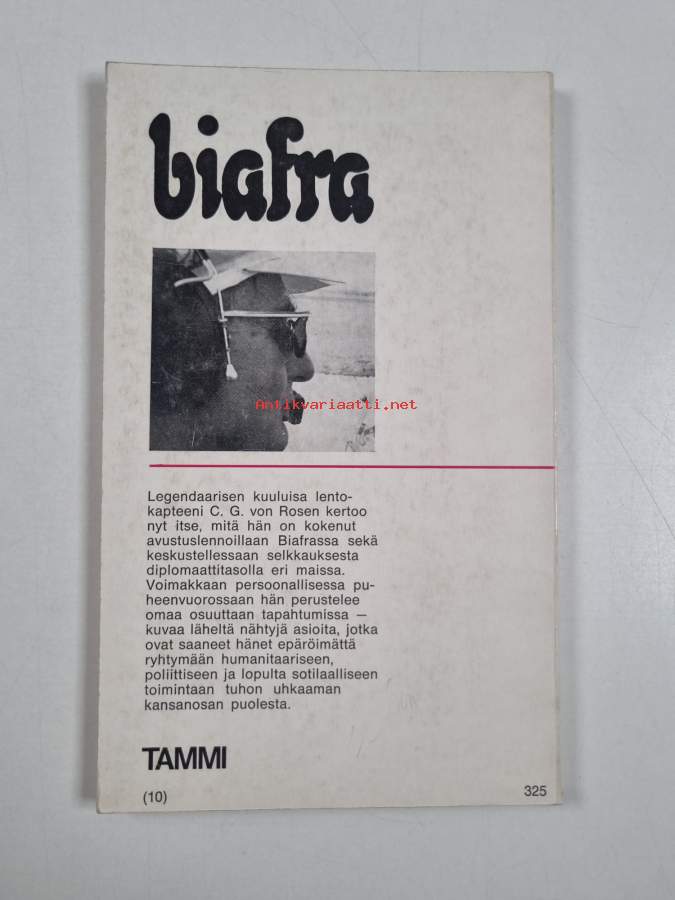 biafra
Antikvariaatti.net
Legendaarisen kuuluisa lento-
kapteeni C. G. von Rosen kertoo
nyt itse, mitä hän on kokenut
avustuslennoillaan Biafrassa sekä
keskustellessaan selkkauksesta
diplomaattitasolla eri maissa.
Voimakkaan persoonallisessa pu-
heenvuorossaan hän perustelee
omaa osuuttaan tapahtumissa —
kuvaa läheltä nähtyjä asioita, jotka
ovat saaneet hänet epäröimättä
ryhtymään humanitaariseen,
poliittiseen ja lopulta sotilaalliseen
toimintaan tuhon uhkaaman
kansanosan puolesta.
TAMMI
(10)
325